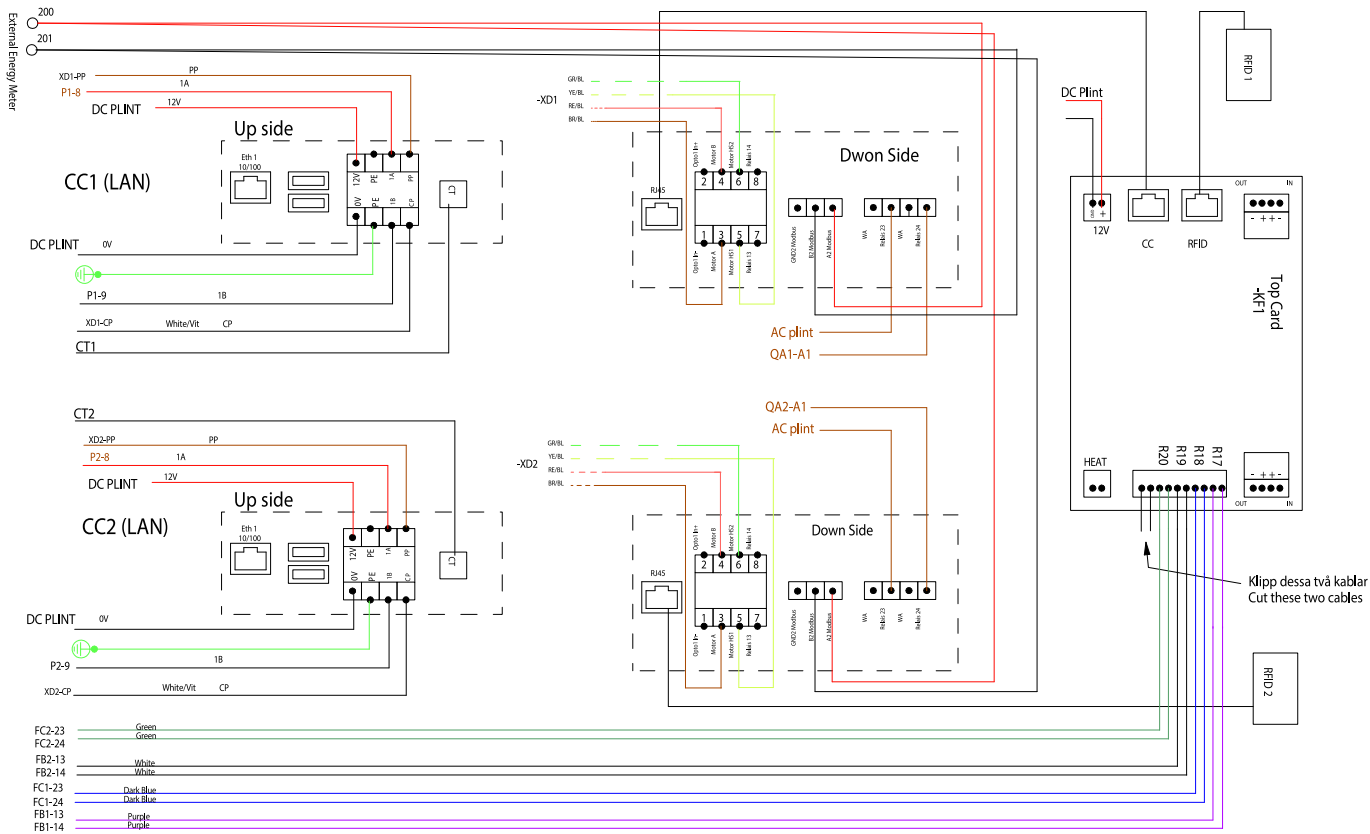 200
201
External Energy Meter
XD1-PP
PP
P1-8
1A
DC PLINT
12V
Up side
Eth 1
10/100
CC1 (LAN)
12V
PE
1A
PP
0V
PE
1B
CP
CT
DC PLINT
0V
P1-9
1B
XD1-CP
White/Vit
CP
CT1
-XD1
GR/BL
YE/BL
RE/BL
BR/BL
Dwon Side
RJ45
Opto1 In+
Motor B
Motor HS2
Relais 14
2
4
6
8
1
3
5
7
Opto1 In-
Motor A
Motor HS1
Relais 13
GND2 Modbus
B2 Modbus
A2 Modbus
WA
Relais 23
WA
Relais 24
AC plint
QA1-A1
RFID 1
DC Plint
GND
+
12V
CC
RFID
OUT
IN
- + + -
Top Card
-KF1
HEAT
R20
R19
R18
R17
- + + -
OUT
IN
Klipp dessa två kablar
Cut these two cables
CT2
XD2-PP
PP
P2-8
1A
DC PLINT
12V
Up side
Eth 1
10/100
CC2 (LAN)
12V
PE
1A
PP
0V
PE
1B
CP
CT
DC PLINT
0V
P2-9
1B
XD2-CP
White/Vit
CP
QA2-A1
AC plint
-XD2
GR/BL
YE/BL
RE/BL
BR/BL
Down Side
RJ45
Opto1 In+
Motor B
Motor HS2
Relais 14
2
4
6
8
1
3
5
7
Opto1 In-
Motor A
Motor HS1
Relais 13
GND2 Modbus
B2 Modbus
A2 Modbus
WA
Relais 23
WA
Relais 24
RFID 2
FC2-23
Green
FC2-24
Green
FB2-13
White
FB2-14
White
FC1-23
Dark Blue
FC1-24
Dark Blue
FB1-13
Purple
FB1-14
Purple